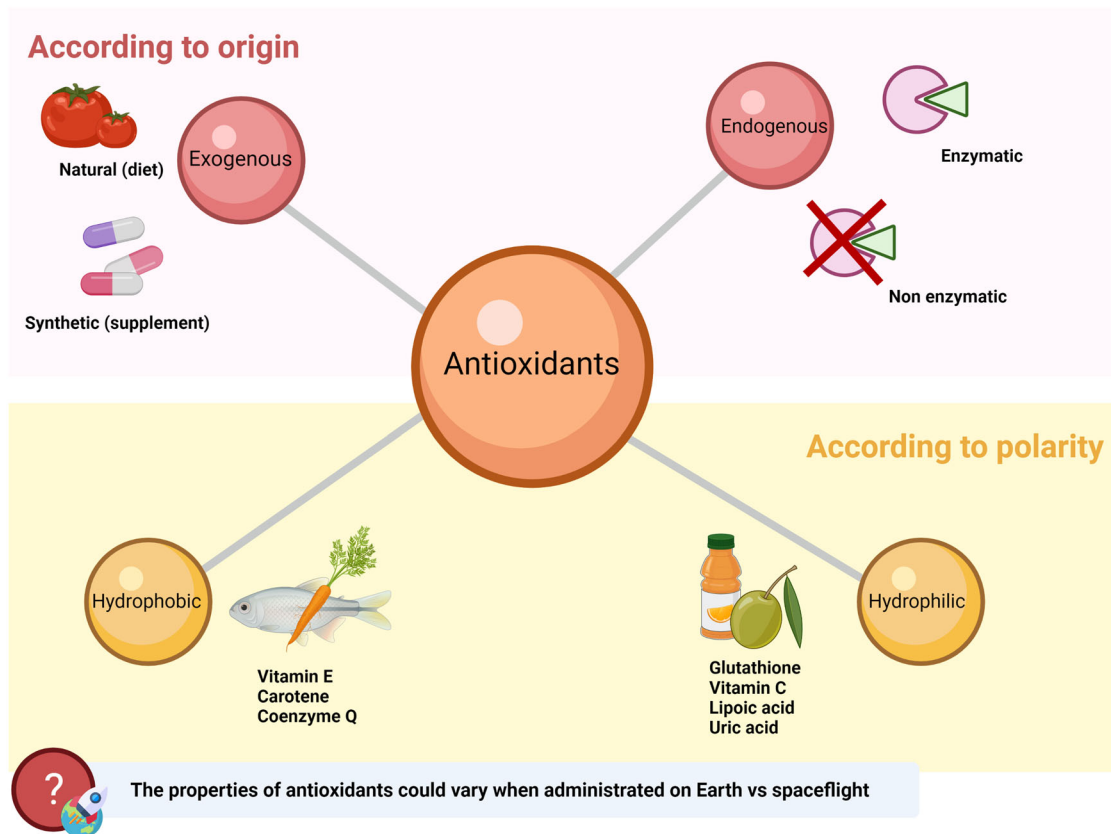 According to origin
Exogenous
Natural (diet)
Synthetic (supplement)
Endogenous
Enzymatic
Non enzymatic
Antioxidants
According to polarity
Hydrophobic
Vitamin E
Carotene
Coenzyme Q
Hydrophilic
Glutathione
Vitamin C
Lipoic acid
Uric acid
?
The properties of antioxidants could vary when administrated on Earth vs spaceflight